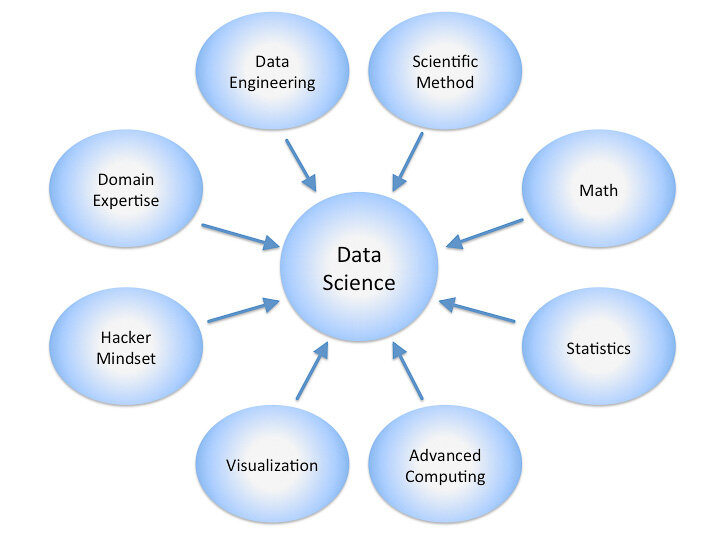 Data
Engineering
Scientific
Method
Domain
Expertise
Math
Data
Science
Hacker
Mindset
Statistics
Visualization
Advanced
Computing